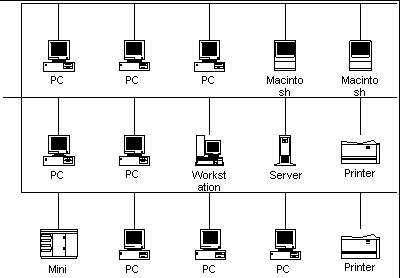 PC PC PC Macinto Macinto
sh sh
PC PC Workst Server Printer
ation
Mini PC PC PC Printer